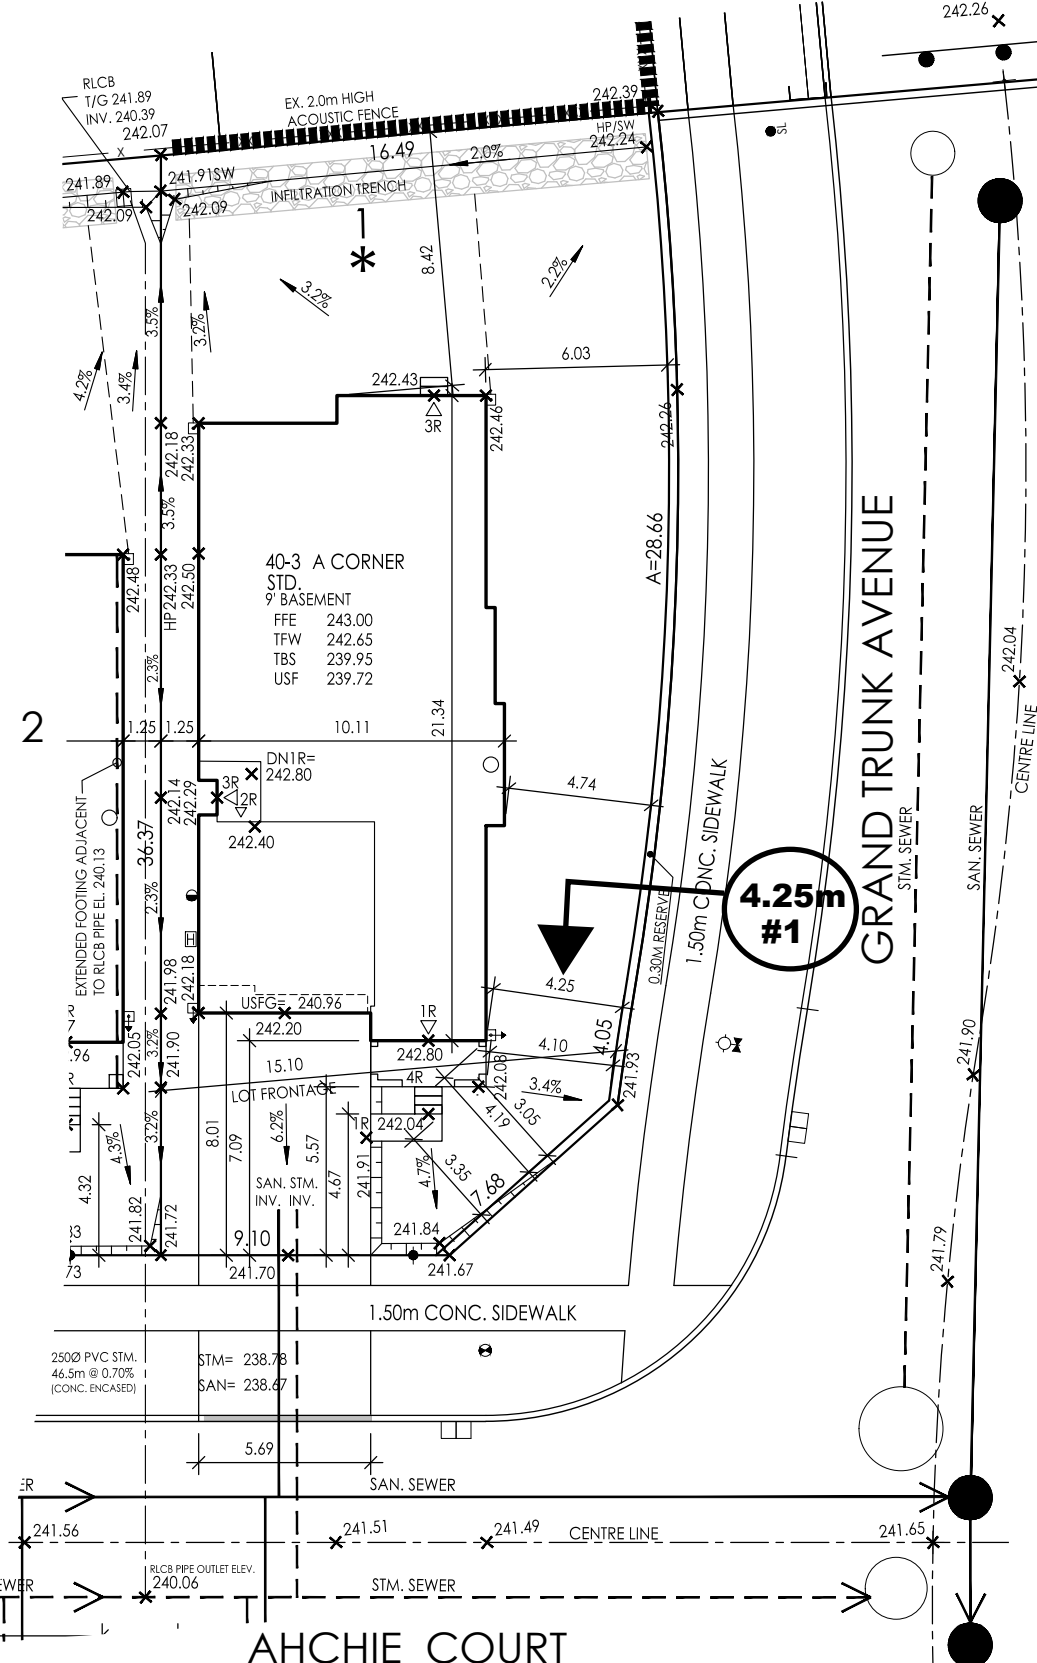 242.26
RLCB
T/G 241.89
INV. 240.39
242.07
EX. 2.0m HIGH
ACOUSTIC FENCE
242.39
HP/SW
242.24
16.49
2.0%
SL
241.89
241.91SW
INFILTRATION TRENCH
242.09
242.09
1
*
8.42
3.2%
2.2%
3.5%
3.2%
4.2%
3.4%
6.03
242.43
3R
242.46
242.26
242.18
242.33
3.5%
40-3 A CORNER
STD.
9' BASEMENT
FFE 243.00
TFW 242.65
TBS 239.95
USF 239.72
A=28.66
242.48
HP 242.33
242.50
2.3%
2
1.25
1.25
10.11
21.34
GRAND TRUNK AVENUE
242.04
CENTRE LINE
DN1R=
242.80
3R
2R
242.40
242.14
242.29
4.74
EXTENDED FOOTING ADJACENT
TO RLCB PIPE EL. 240.13
36.37
2.3%
STM. SEWER
SAN. SEWER
1.50m CONC. SIDEWALK
0.30M RESERVE
4.25m
#1
H
241.98
242.18
USFG= 240.96
242.20
4.25
1R
242.80
4.10
4.05
241.93
.96
242.05
3.2%
241.90
15.10
LOT FRONTAGE
4R
242.08
3.4%
241.90
3.05
4.19
242.04
1R
8.01
7.09
6.2%
5.57
4.67
241.91
3.35
4.7%
7.68
3.2%
4.3%
4.32
SAN. STM.
INV. INV.
241.82
241.72
9.10
241.70
241.84
241.67
241.79
1.50m CONC. SIDEWALK
250Ø PVC STM.
46.5m @ 0.70%
(CONC. ENCASED)
STM= 238.78
SAN= 238.67
5.69
SAN. SEWER
241.56
241.51
241.49
CENTRE LINE
241.65
RLCB PIPE OUTLET ELEV.
240.06
STM. SEWER
AHCHIE COURT